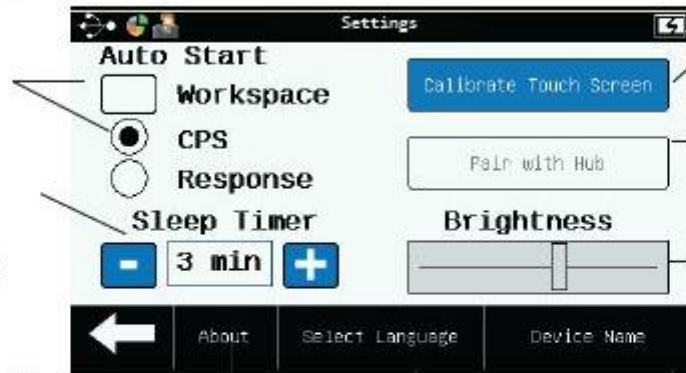 Settings
Auto Start
Workspace
Calibrate Touch Screen
CPS
Response
Pair with Hub
Sleep Timer
Brightness
- 3 min +
About
Select Language
Device Name